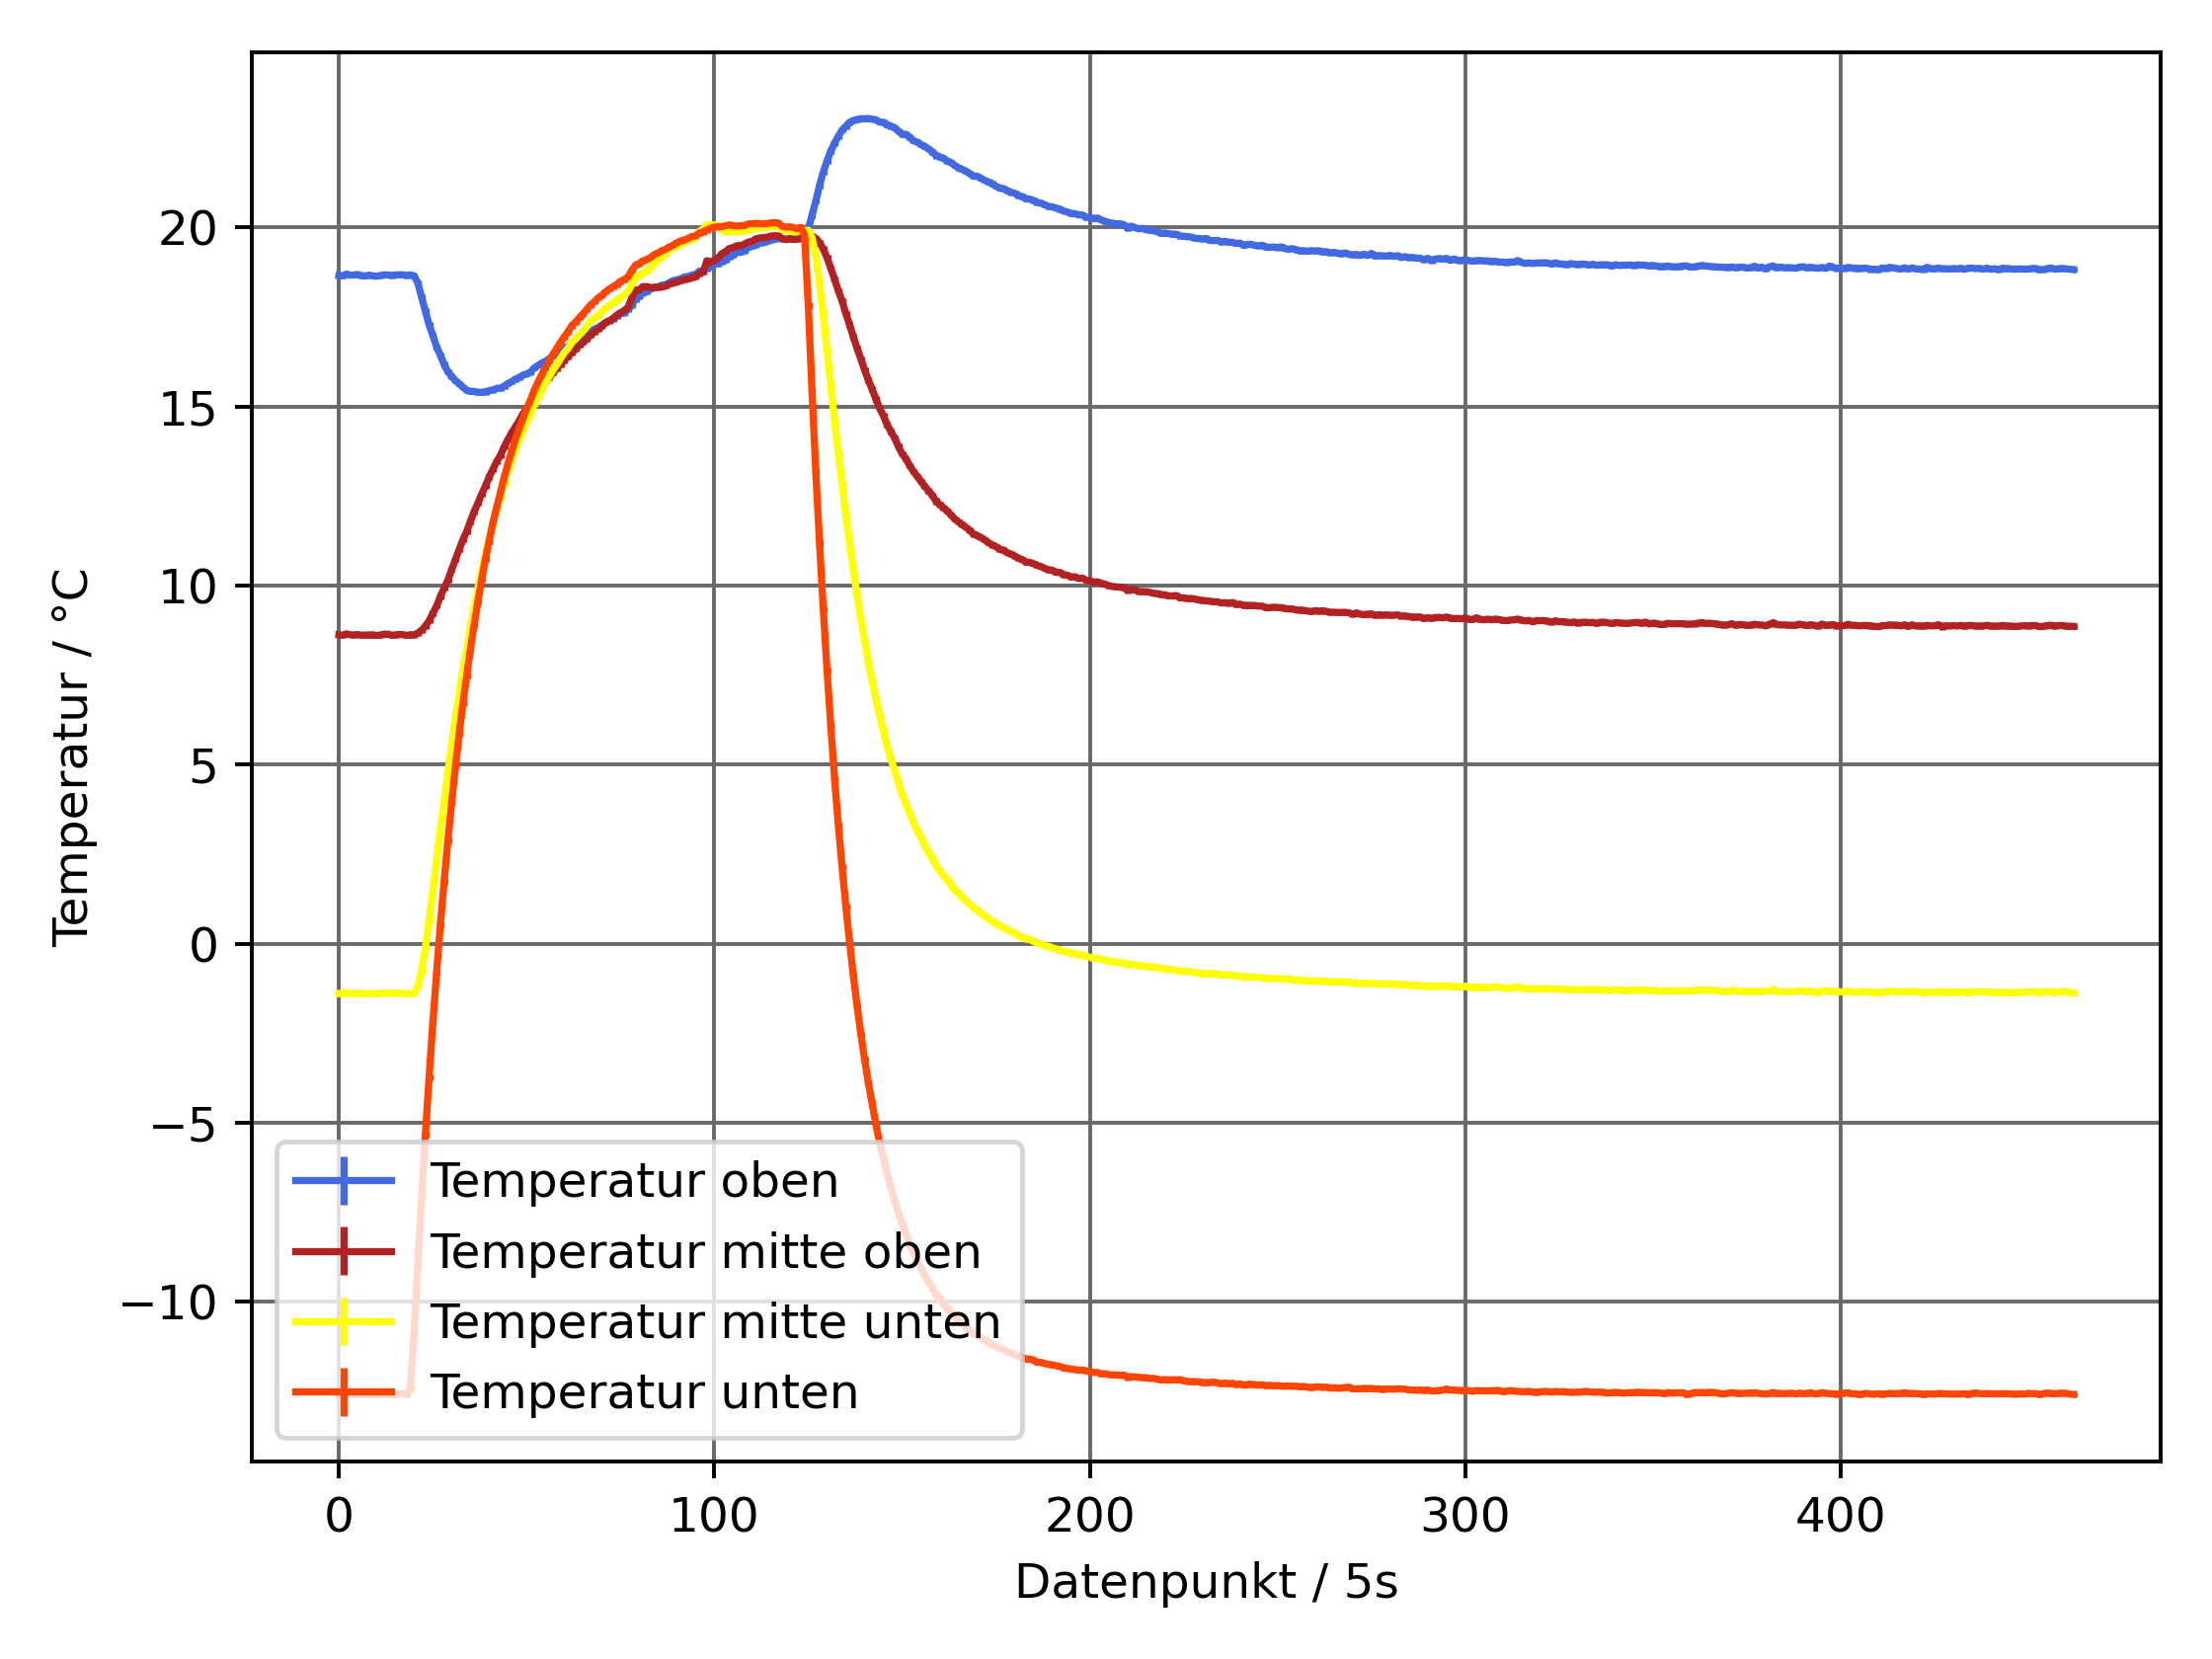 Temperatur / °C
20
15
10
5
0
−5
−10
Temperatur oben
Temperatur mitte oben
Temperatur mitte unten
Temperatur unten
0 100 200 300 400
Datenpunkt / 5s